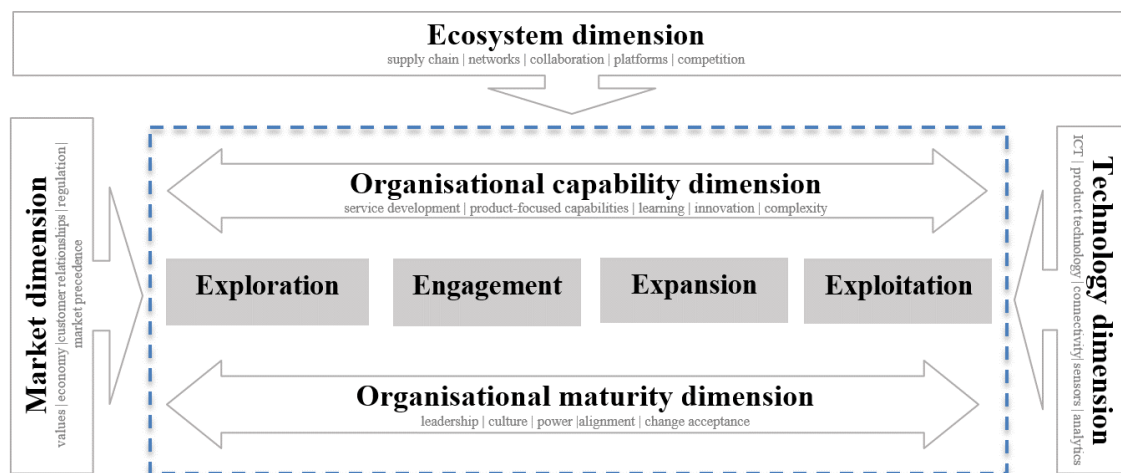 Ecosystem dimension
supply chain | networks | collaboration | platforms | competition
Market dimension
values | economy |customer relationships | regulation |
market precedence
Organisational capability dimension
service development | product-focused capabilities | learning | innovation | complexity
Exploration
Engagement
Expansion
Exploitation
Organisational maturity dimension
leadership | culture | power |alignment | change acceptance
Technology dimension
ICT | product technology | connectivity| sensors | analytics